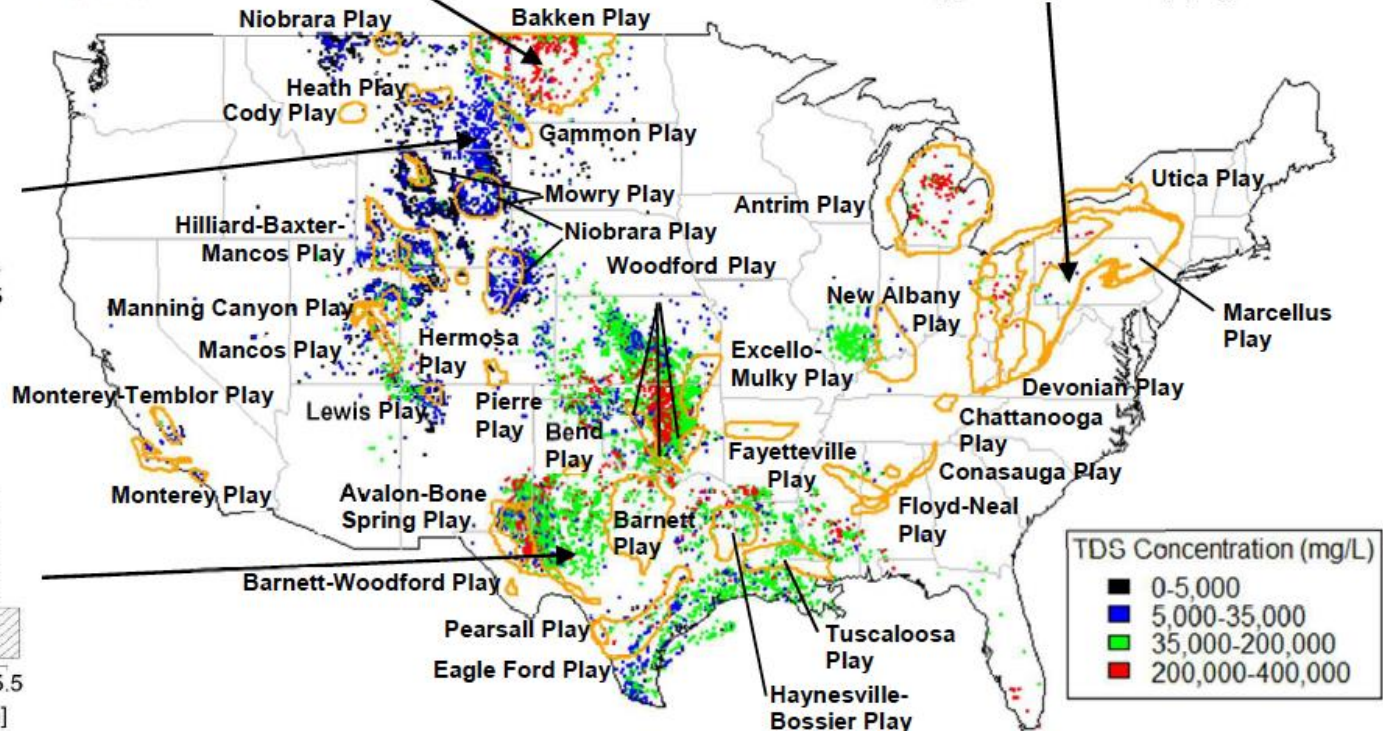 Niobrara Play
Bakken Play
Heath Play
Cody Play
Gammon Play
Mowry Play
Utica Play
Antrim Play
Hilliard-Baxter-
Mancos Play
Niobrara Play
Woodford Play
New Albany
Play
Manning Canyon Play
Marcellus
Play
Mancos Play
Hermosa
Play
Excello-
Mulky Play
Monterey-Temblor Play
Devonian Play
Lewis Play
Pierre
Play
Chattanooga
Play
Bend
Play
Fayetteville
Play
Conasauga Play
Monterey Play
Avalon-Bone
Spring Play
Barnett
Play
Floyd-Neal
Play
TDS Concentration (mg/L)
0-5,000
5,000-35,000
35,000-200,000
200,000-400,000
Barnett-Woodford Play
Pearsall Play
Tuscaloosa
Play
Eagle Ford Play
Haynesville-
Bossier Play
5.5
]